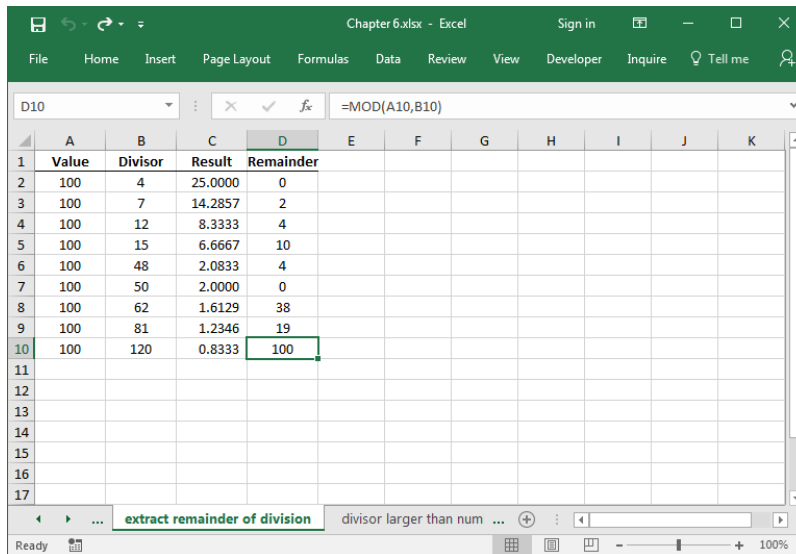 Chapter 6.xlsx - Excel Sign in
File Home Insert Page Layout Formulas Data Review View Developer Inquire Tell me
D10 fx =MOD(A10,B10)
A B C D E F G H I J K
1 Value Divisor Result Remainder
2 100 4 25.0000 0
3 100 7 14.2857 2
4 100 12 8.3333 4
5 100 15 6.6667 10
6 100 48 2.0833 4
7 100 50 2.0000 0
8 100 62 1.6129 38
9 100 81 1.2346 19
10 100 120 0.8333 100
11
12
13
14
15
16
17
... extract remainder of division divisor larger than num ...
Ready 100%